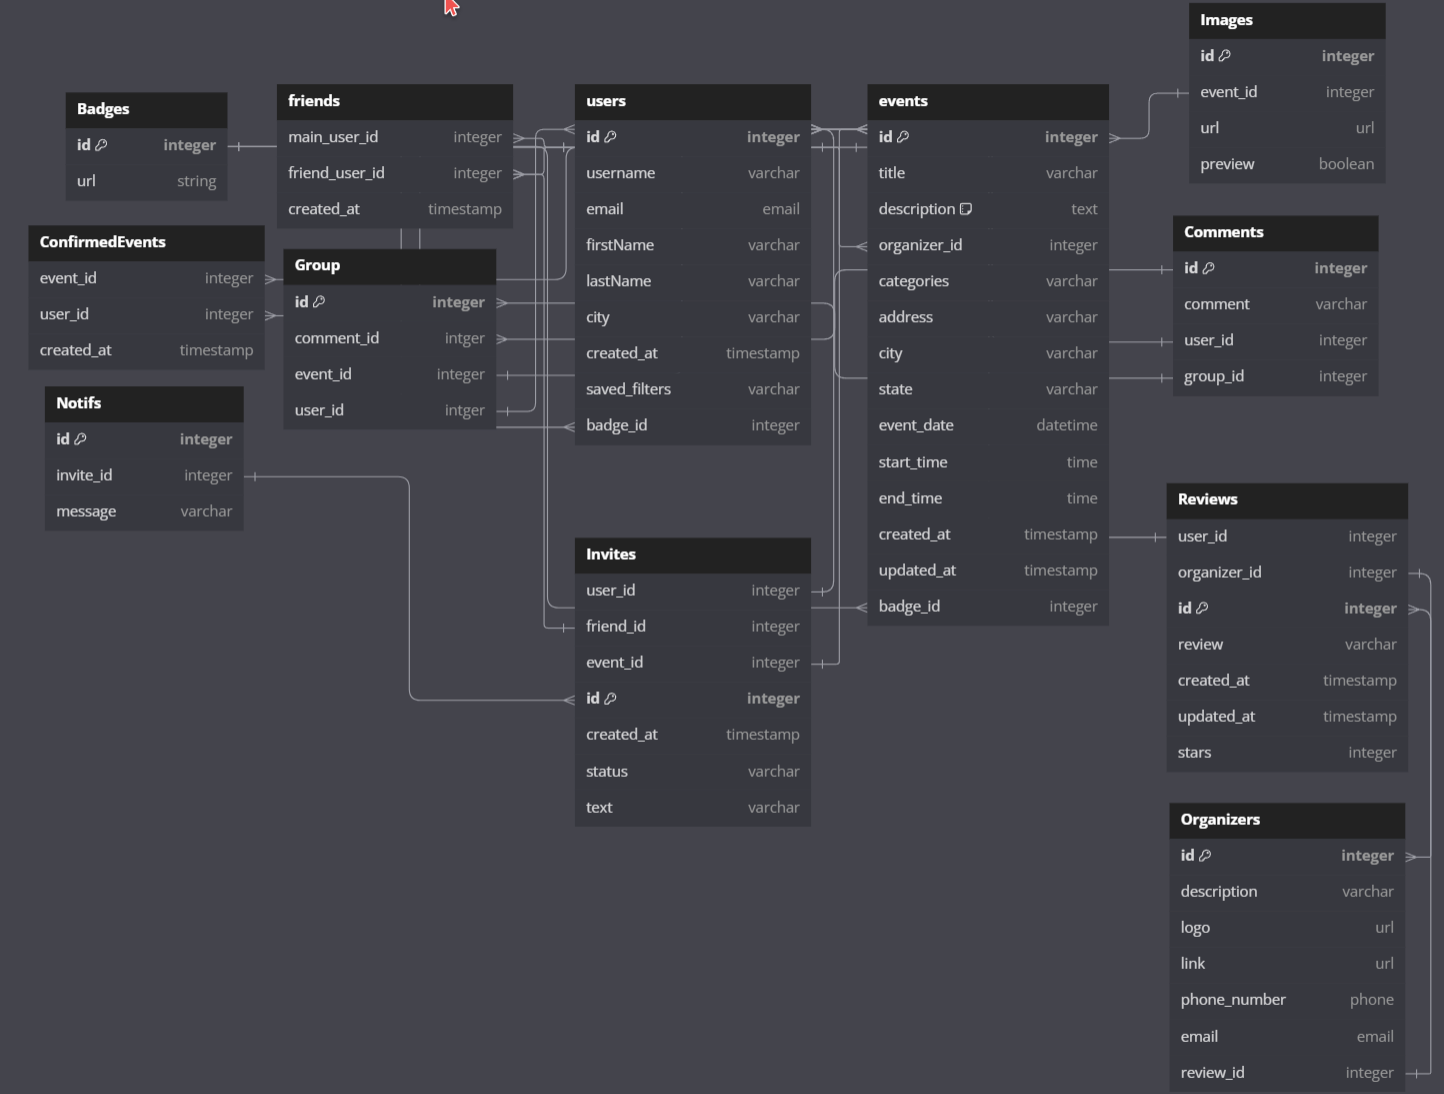 Badges
id integer
url string
friends
main_user_id integer
friend_user_id integer
created_at timestamp
users
id integer
username varchar
email email
firstName varchar
lastName varchar
city varchar
created_at timestamp
saved_filters varchar
badge_id integer
events
id integer
title varchar
description text
organizer_id integer
categories varchar
address varchar
city varchar
state varchar
event_date datetime
start_time time
end_time time
created_at timestamp
updated_at timestamp
badge_id integer
Images
id integer
event_id integer
url url
preview boolean
ConfirmedEvents
event_id integer
user_id integer
created_at timestamp
Group
id integer
comment_id intger
event_id integer
user_id intger
Comments
id integer
comment varchar
user_id integer
group_id integer
Notifs
id integer
invite_id integer
message varchar
Invites
user_id integer
friend_id integer
event_id integer
id integer
created_at timestamp
status varchar
text varchar
Reviews
user_id integer
organizer_id integer
id integer
review varchar
created_at timestamp
updated_at timestamp
stars integer
Organizers
id integer
description varchar
logo url
link url
phone_number phone
email email
review_id integer